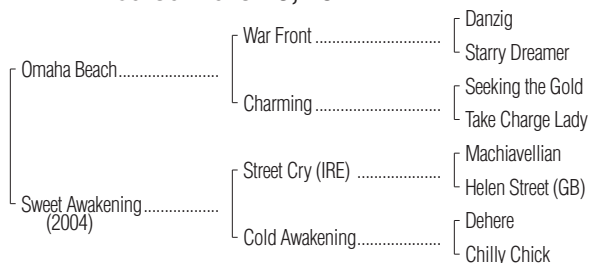 Danzig
War Front
Starry Dreamer
Omaha Beach
Seeking the Gold
Charming
Take Charge Lady
Machiavellian
Street Cry (IRE)
Helen Street (GB)
Sweet Awakening
(2004)
Dehere
Cold Awakening
Chilly Chick